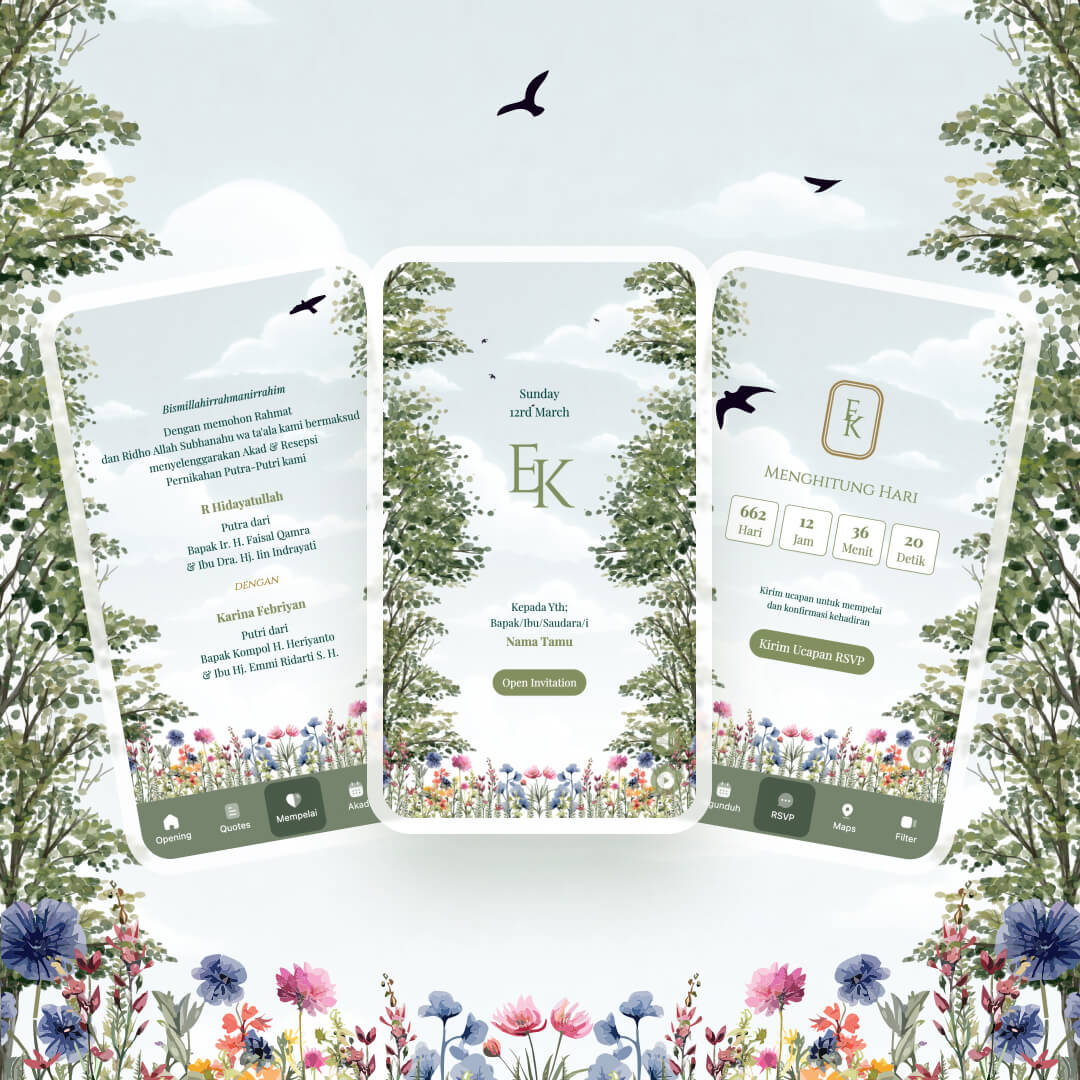 Bismillahirrahmanirrahim
Dengan memohon Rahmat
dan Ridho Allah Subhanahu wa ta'ala kami bermaksud
menyelenggarakan Akad & Resepsi
Pernikahan Putra-Putri kami
R Hidayatullah
Putra dari
Bapak Ir. H. Faisal Qamra
& Ibu Dra. Hj. Iin Indrayati
DENGAN
Karina Febriyan
Putri dari
Bapak Kompol H. Heriyanto
& Ibu Hj. Emmi Ridarti S. H.
Opening
Quotes
Mempelai
Akad
Sunday
12rd March
EK
Kepada Yth;
Bapak/Ibu/Saudara/i
Nama Tamu
Open Invitation
EK
MENGHITUNG HARI
662 12 36 20
Hari Jam Menit Detik
Kirim ucapan untuk mempelai
dan konfirmasi kehadiran
Kirim Ucapan RSVP
gunduh
RSVP
Maps
Filter